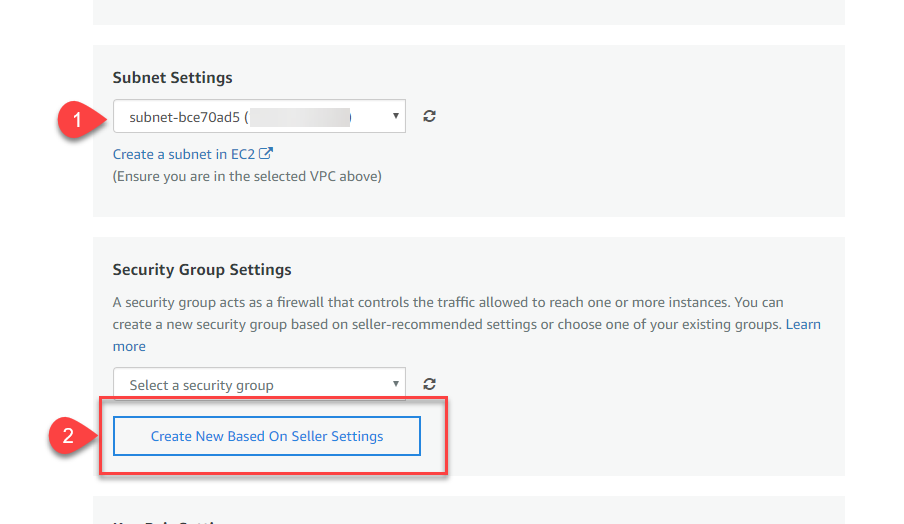 Subnet Settings
1
subnet-bce70ad5 ( )
Create a subnet in EC2
(Ensure you are in the selected VPC above)
Security Group Settings
A security group acts as a firewall that controls the traffic allowed to reach one or more instances. You can
create a new security group based on seller-recommended settings or choose one of your existing groups. Learn
more
Select a security group
2
Create New Based On Seller Settings